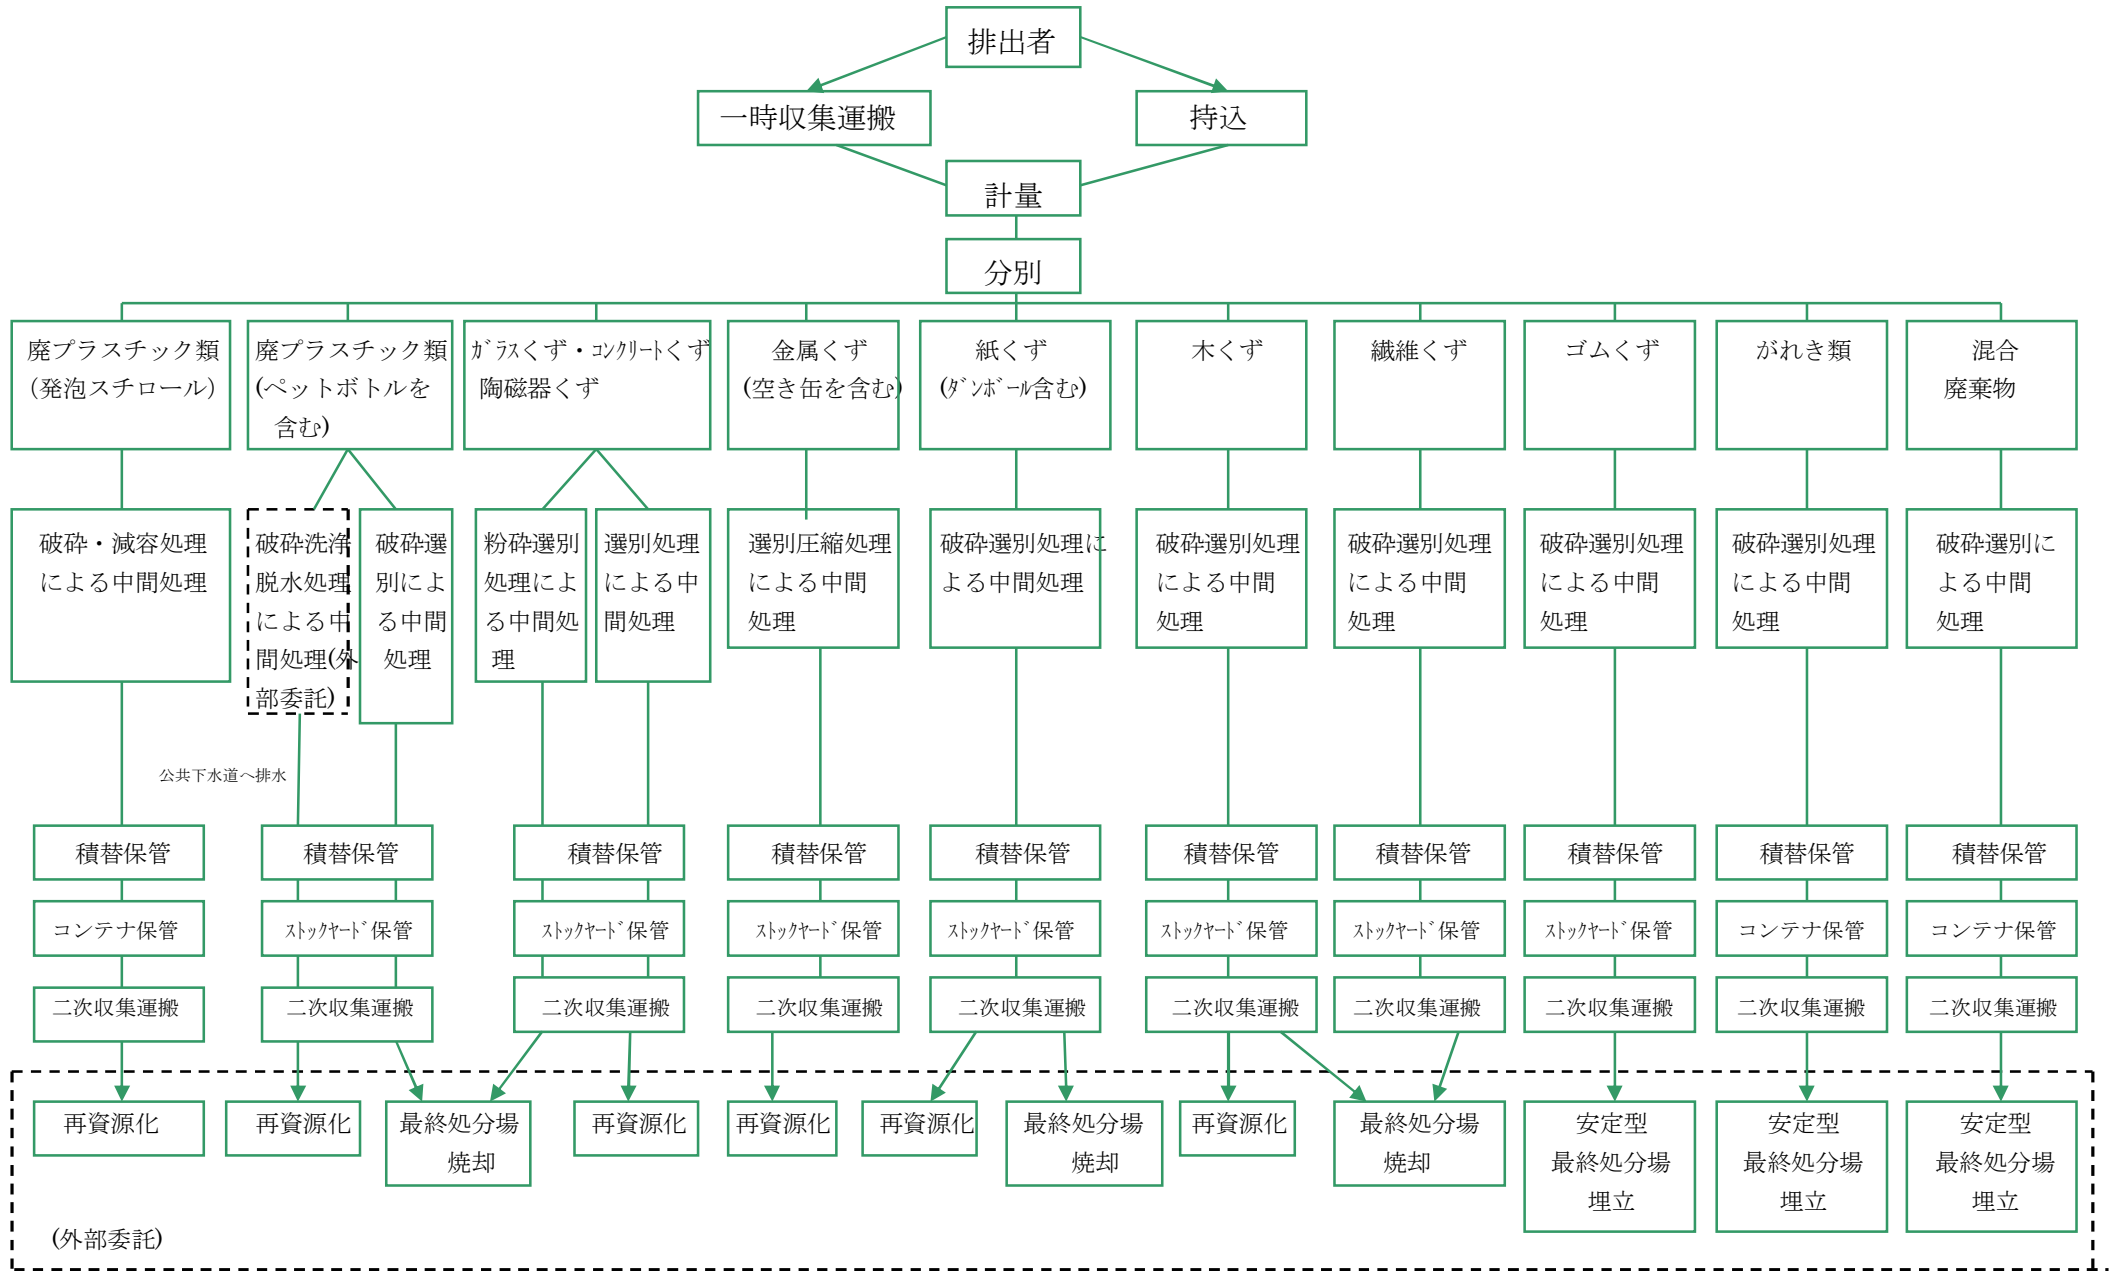 排出者
一時収集運搬
持込
計量
分別
廃プラスチック類
(発泡スチロール)
廃プラスチック類
(ペットボトルを
含む)
ｶﾞﾗｽくず・ｺﾝｸﾘｰﾄくず
陶磁器くず
金属くず
(空き缶を含む)
紙くず
(ﾀﾞﾝﾎﾞｰﾙ含む)
木くず
繊維くず
ゴムくず
がれき類
混合
廃棄物
破砕・減容処理
による中間処理
破砕洗浄
脱水処理
による中
間処理(外
部委託)
破砕選
別によ
る中間
処理
粉砕選別
処理によ
る中間処
理
選別処理
による中
間処理
選別圧縮処理
による中間
処理
破砕選別処理に
よる中間処理
破砕選別処理
による中間
処理
破砕選別処理
による中間
処理
破砕選別処理
による中間
処理
破砕選別処理
による中間
処理
破砕選別に
よる中間
処理
公共下水道へ排水
積替保管
積替保管
積替保管
積替保管
積替保管
積替保管
積替保管
積替保管
積替保管
積替保管
コンテナ保管
ｽﾄｯｸﾔｰﾄﾞ保管
ｽﾄｯｸﾔｰﾄﾞ保管
ｽﾄｯｸﾔｰﾄﾞ保管
ｽﾄｯｸﾔｰﾄﾞ保管
ｽﾄｯｸﾔｰﾄﾞ保管
ｽﾄｯｸﾔｰﾄﾞ保管
ｽﾄｯｸﾔｰﾄﾞ保管
コンテナ保管
コンテナ保管
二次収集運搬
二次収集運搬
二次収集運搬
二次収集運搬
二次収集運搬
二次収集運搬
二次収集運搬
二次収集運搬
二次収集運搬
二次収集運搬
再資源化
再資源化
最終処分場
焼却
再資源化
再資源化
再資源化
最終処分場
焼却
再資源化
最終処分場
焼却
安定型
最終処分場
埋立
安定型
最終処分場
埋立
安定型
最終処分場
埋立
(外部委託)